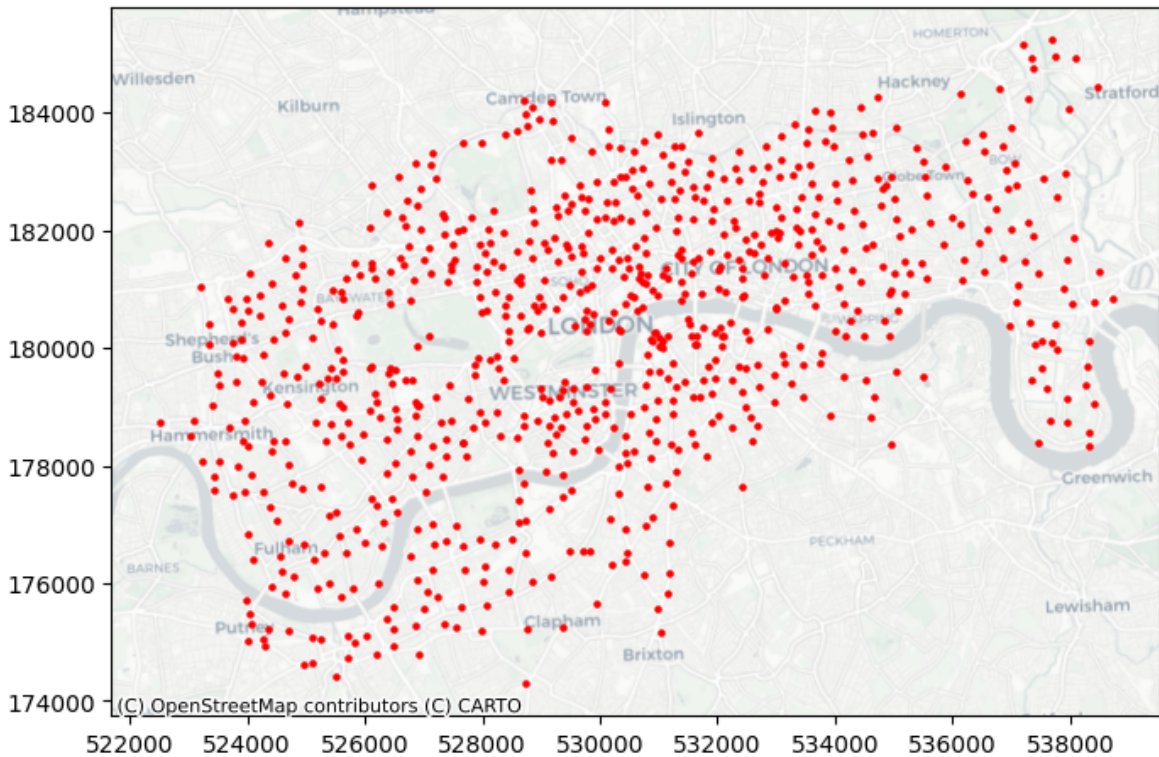 Hampstead
HOMERTON
Willesden
Hackney
Stratford
Camden Town
Kilburn
184000
Islington
BOW
Globe Town
182000
CITY OF LONDON
SOHO
BAYSWATER
WAPPING
LONDON
Shepherd's
Bush
180000
Kensington
WESTMINSTER
Hammersmith
178000
Greenwich
PECKHAM
Fulham
BARNES
176000
Lewisham
Clapham
Putney
Brixton
174000
(C) OpenStreetMap contributors (C) CARTO
522000 524000 526000 528000 530000 532000 534000 536000 538000